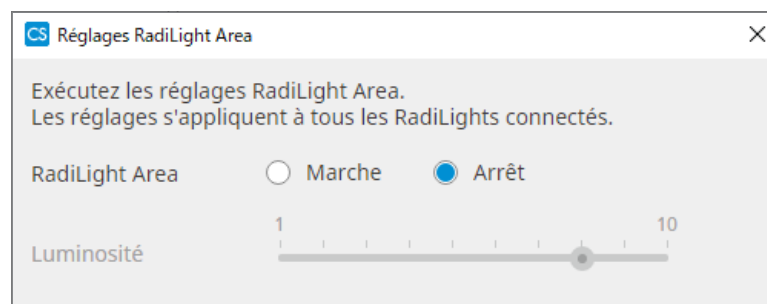 CS Réglages RadiLight Area
Exécutez les réglages RadiLight Area.
Les réglages s'appliquent à tous les RadiLights connectés.
RadiLight Area Marche Arrêt
1 10
Luminosité